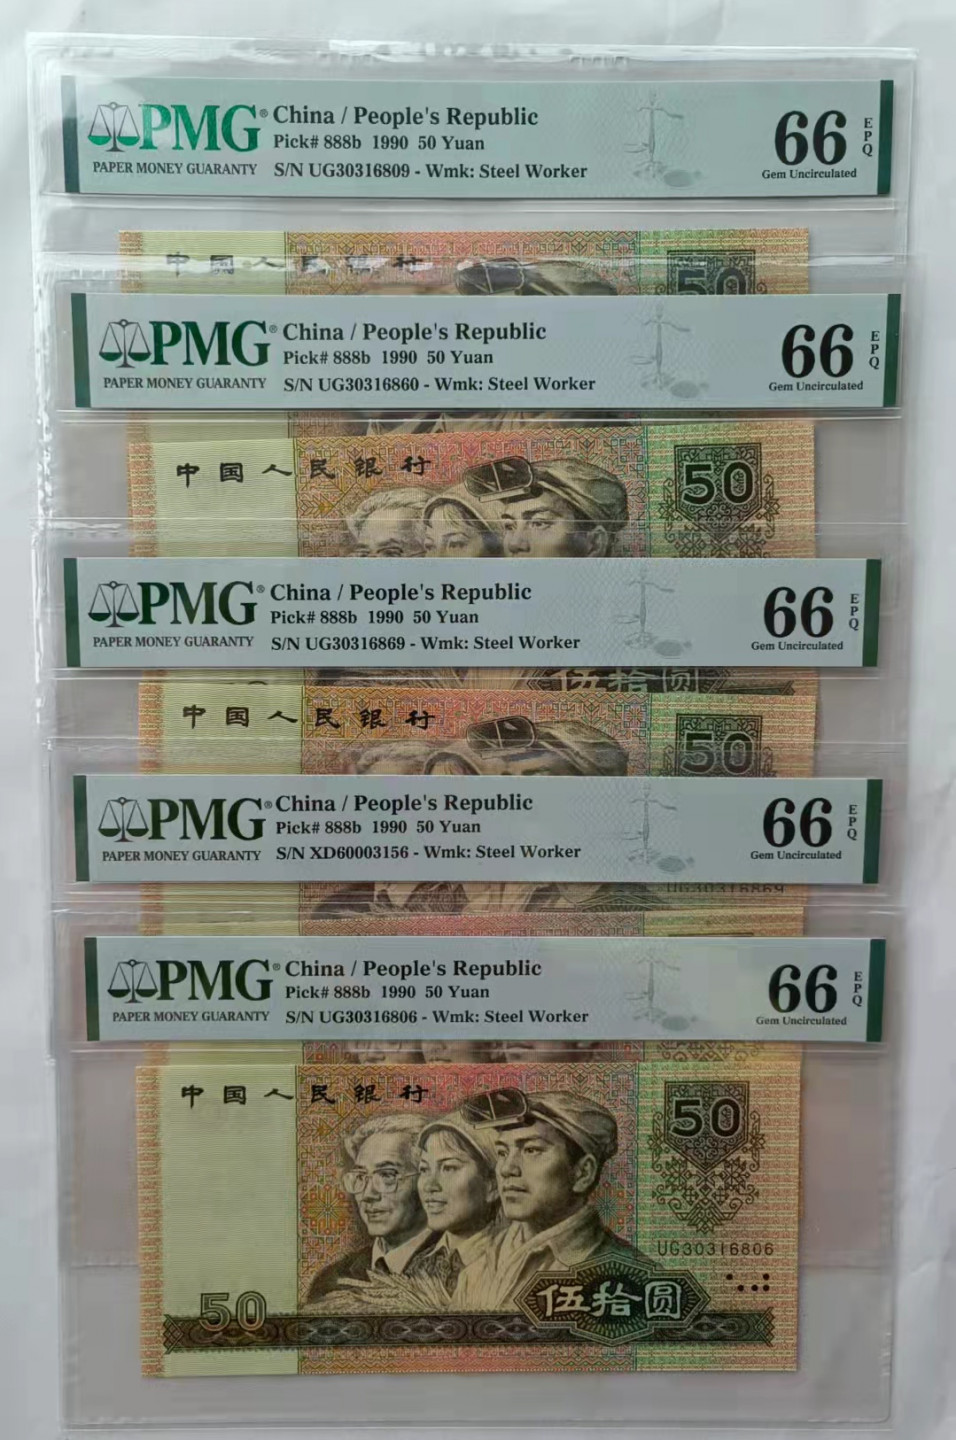 PMG®
PAPER MONEY GUARANTY
China / People's Republic
Pick# 888b 1990 50 Yuan
S/N UG30316809 - Wmk: Steel Worker
66
EPQ
Gem Uncirculated
中国人民银行
50
PMG®
PAPER MONEY GUARANTY
China / People's Republic
Pick# 888b 1990 50 Yuan
S/N UG30316860 - Wmk: Steel Worker
66
EPQ
Gem Uncirculated
中国人民银行
50
PMG®
PAPER MONEY GUARANTY
China / People's Republic
Pick# 888b 1990 50 Yuan
S/N UG30316869 - Wmk: Steel Worker
66
EPQ
Gem Uncirculated
伍拾圆
中国人民银行
50
PMG®
PAPER MONEY GUARANTY
China / People's Republic
Pick# 888b 1990 50 Yuan
S/N XD60003156 - Wmk: Steel Worker
66
EPQ
Gem Uncirculated
UG30316869
PMG®
PAPER MONEY GUARANTY
China / People's Republic
Pick# 888b 1990 50 Yuan
S/N UG30316806 - Wmk: Steel Worker
66
EPQ
Gem Uncirculated
中国人民银行
50
UG30316806
50
伍拾圆